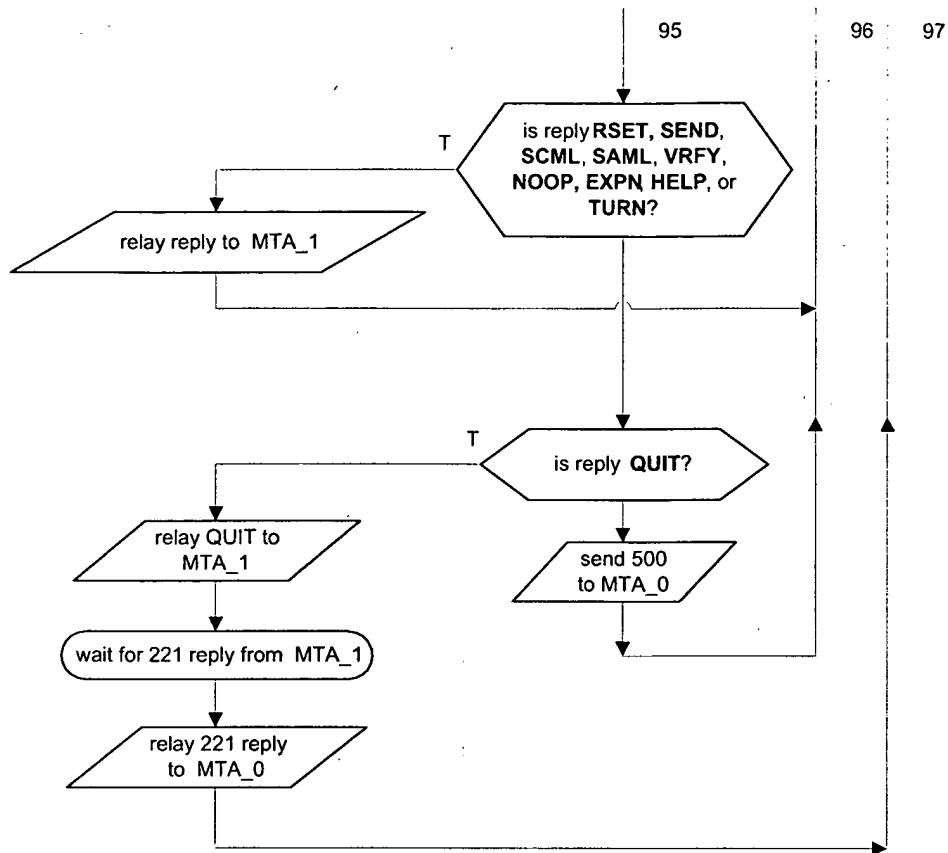 95
96
97
T
is reply RSET, SEND,
SCML, SAML, VRFY,
NOOP, EXPN, HELP, or
TURN?
relay reply to MTA_1
T
is reply QUIT?
relay QUIT to
MTA_1
send 500
to MTA_0
wait for 221 reply from MTA_1
relay 221 reply
to MTA_0